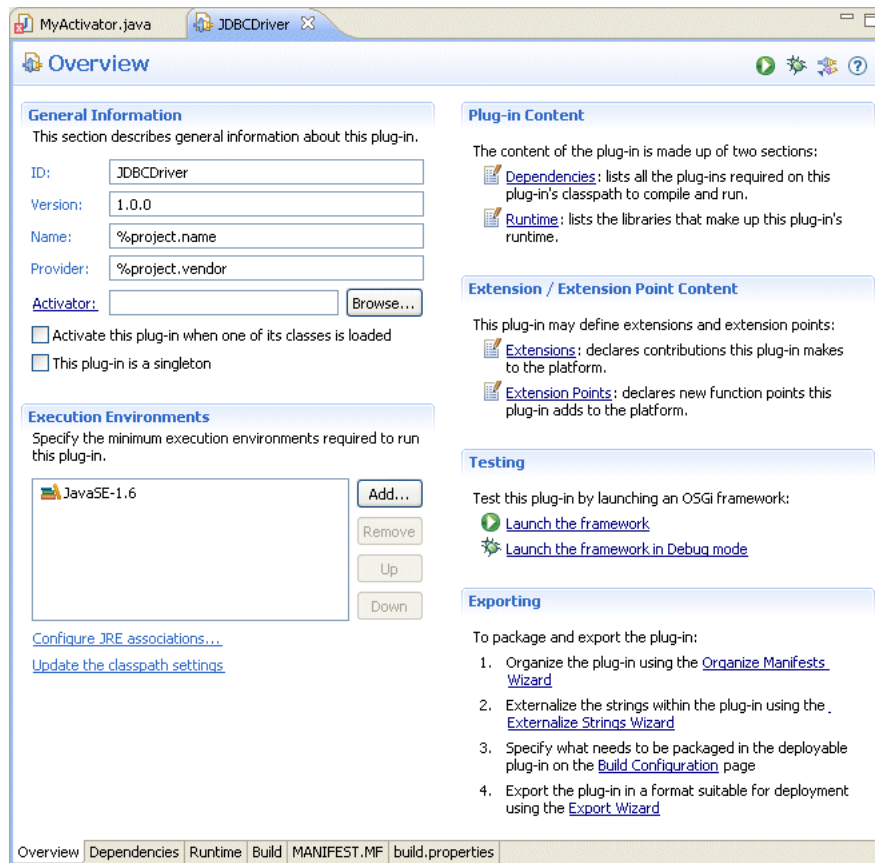 MyActivator.java
JDBCDriver
Overview
General Information
This section describes general information about this plug-in.
ID:
JDBCDriver
Version:
1.0.0
Name:
%project.name
Provider:
%project.vendor
Activator:
Browse...
Activate this plug-in when one of its classes is loaded
This plug-in is a singleton
Execution Environments
Specify the minimum execution environments required to run
this plug-in.
JavaSE-1.6
Add...
Remove
Up
Down
Configure JRE associations...
Update the classpath settings
Plug-in Content
The content of the plug-in is made up of two sections:
Dependencies: lists all the plug-ins required on this
plug-in's classpath to compile and run.
Runtime: lists the libraries that make up this plug-in's
runtime.
Extension / Extension Point Content
This plug-in may define extensions and extension points:
Extensions: declares contributions this plug-in makes
to the platform.
Extension Points: declares new function points this
plug-in adds to the platform.
Testing
Test this plug-in by launching an OSGi framework:
Launch the framework
Launch the framework in Debug mode
Exporting
To package and export the plug-in:
1. Organize the plug-in using the Organize Manifests
Wizard
2. Externalize the strings within the plug-in using the
Externalize Strings Wizard
3. Specify what needs to be packaged in the deployable
plug-in on the Build Configuration page
4. Export the plug-in in a format suitable for deployment
using the Export Wizard
Overview Dependencies Runtime Build MANIFEST.MF build.properties